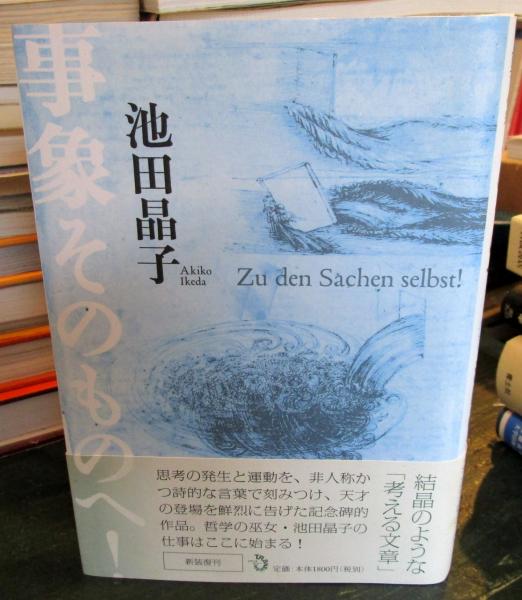 事象そのものへ！
池田晶子
Akiko
Ikeda
Zu den Sachen selbst!
結晶のような
「考える文章」
思考の発生と運動を、非人称か
つ詩的な言葉で刻みつけ、天才
の登場を鮮烈に告げた記念碑的
作品。哲学の巫女・池田晶子の
仕事はここに始まる！
新装復刊
定価：本体1800円（税別）